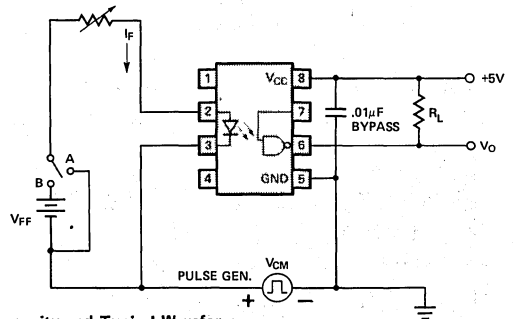 IF
1
VCC
8
+5V
2
7
.01μF
BYPASS
RL
3
6
VO
A
B
4
GND
5
VFF
VCM
PULSE GEN.
+
−